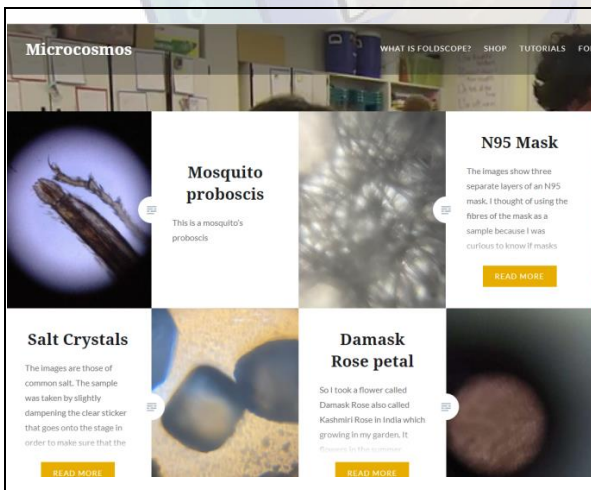 Microcosmos
WHAT IS FOLDSCOPE? SHOP TUTORIALS
Mosquito
proboscis
This is a mosquito's
proboscis
N95 Mask
The images show three
separate layers of an N95
mask. I thought of using the
fibres of the mask as a
sample because I was
curious to know if masks
READ MORE
Salt Crystals
The images are those of
common salt. The sample
was taken by slightly
dampening the clear sticker
that goes onto the stage in
order to make sure that the
READ MORE
Damask
Rose petal
So I took a flower called
Damask Rose also called
Kashmiri Rose in India which
growing in my garden. It
flowers in the summer
READ MORE